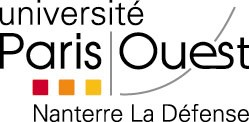 université
Paris Ouest
Nanterre La Défense